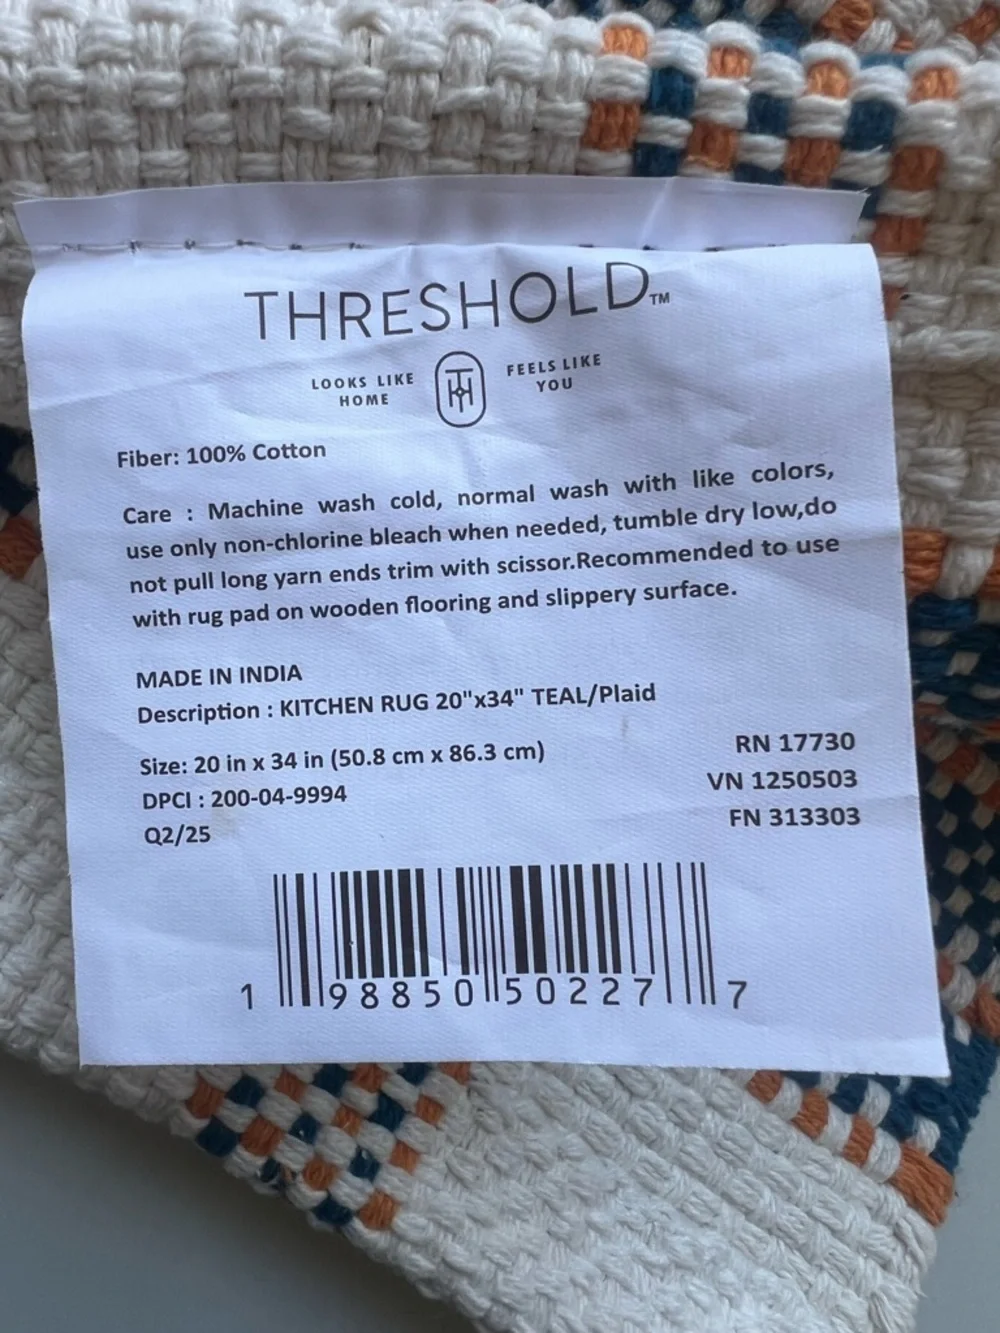 THRESHOLD™
LOOKS LIKE HOME
FEELS LIKE YOU
Fiber: 100% Cotton
Care : Machine wash cold, normal wash with like colors,
use only non-chlorine bleach when needed, tumble dry low,do
not pull long yarn ends trim with scissor.Recommended to use
with rug pad on wooden flooring and slippery surface.
MADE IN INDIA
Description : KITCHEN RUG 20"x34" TEAL/Plaid
Size: 20 in x 34 in (50.8 cm x 86.3 cm)
DPCI : 200-04-9994
Q2/25
RN 17730
VN 1250503
FN 313303
1 98850 50227 7